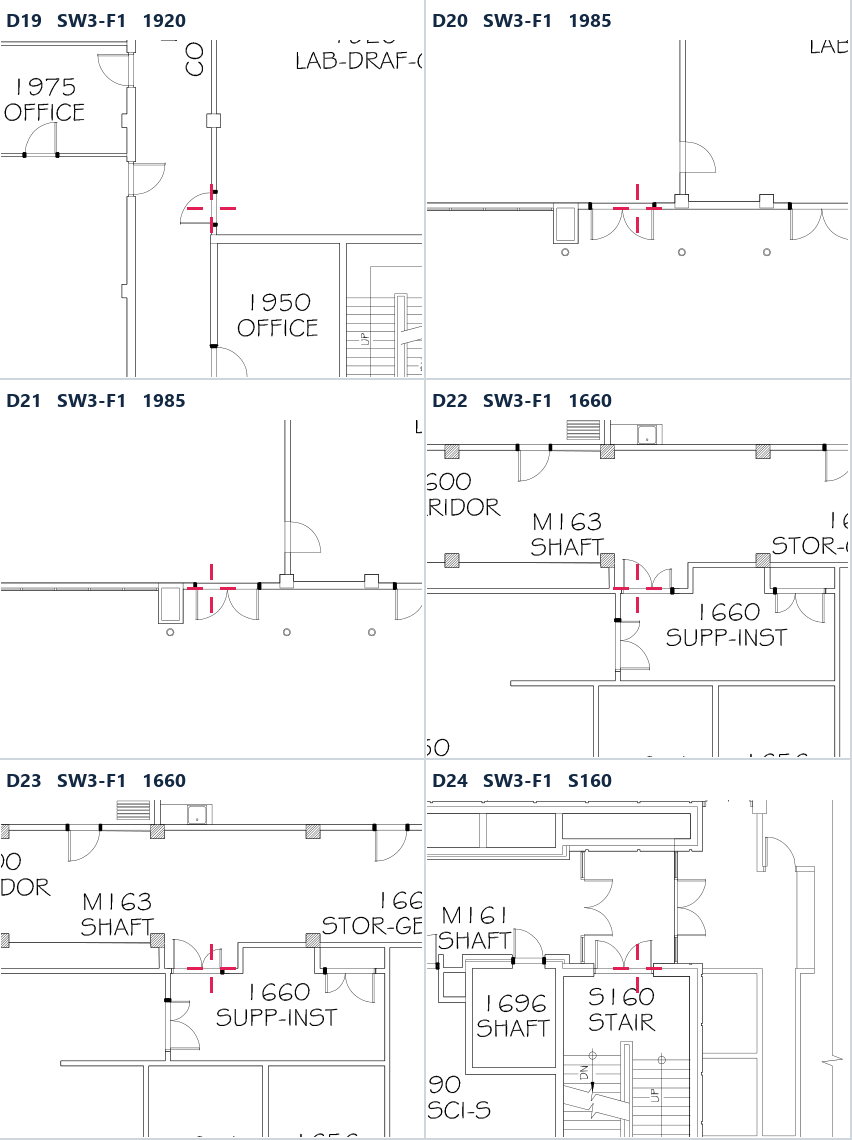 D19 SW3-F1 1920
CO
LAB-DRAF-
1975
OFFICE
1950
OFFICE
UP
D20 SW3-F1 1985
LAB
D21 SW3-F1 1985
D22 SW3-F1 1660
600
RIDOR
M163
SHAFT
STOR-
1660
SUPP-INST
D23 SW3-F1 1660
DOR
M163
SHAFT
166
STOR-GE
1660
SUPP-INST
D24 SW3-F1 S160
M161
SHAFT
1696
SHAFT
S160
STAIR
DN
UP
90
SCI-S